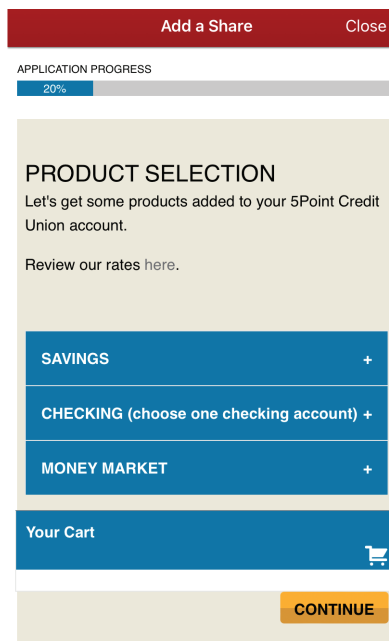 Add a Share Close
APPLICATION PROGRESS
20%
PRODUCT SELECTION
Let's get some products added to your 5Point Credit
Union account.
Review our rates here.
SAVINGS +
CHECKING (choose one checking account) +
MONEY MARKET +
Your Cart
CONTINUE